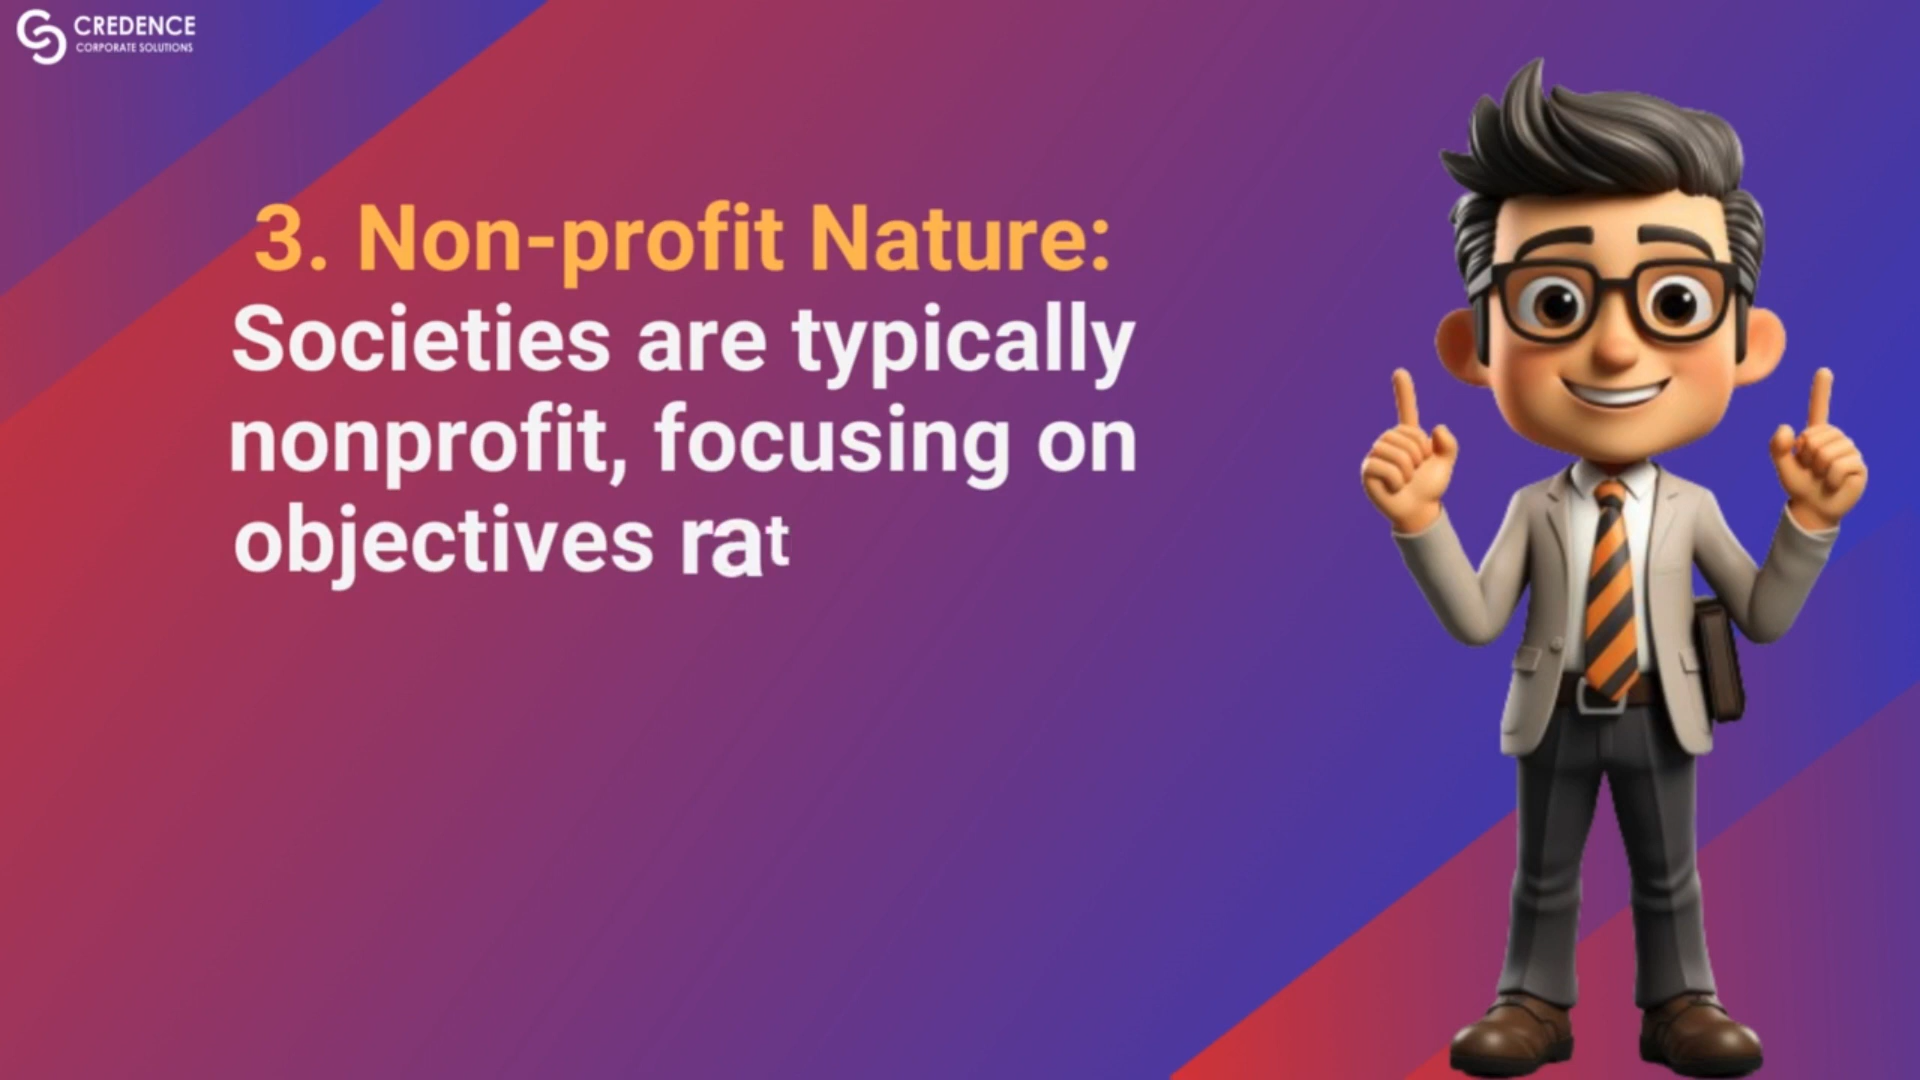 CREDENCE
CORPORATE SOLUTIONS
3. Non-profit Nature:
Societies are typically
nonprofit, focusing on
objectives rat